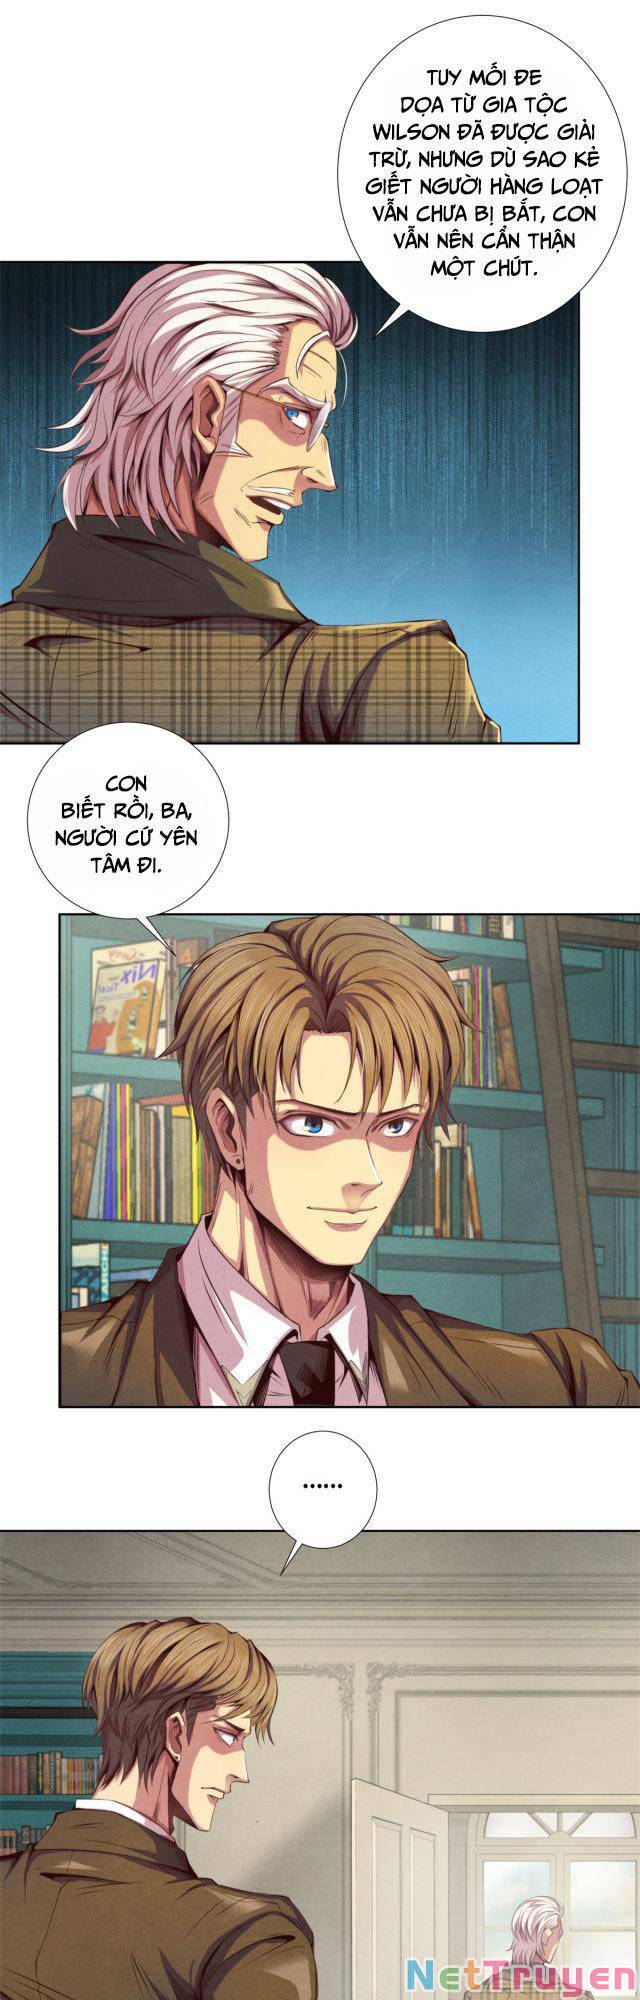 TUY MỐI ĐE
DỌA TỪ GIA TỘC
WILSON ĐÃ ĐƯỢC GIẢI
TRỪ, NHƯNG DÙ SAO KẺ
GIẾT NGƯỜI HÀNG LOẠT
VẪN CHƯA BỊ BẮT, CON
VẪN NÊN CẨN THẬN
MỘT CHÚT.
CON
BIẾT RỒI, BA,
NGƯỜI CỨ YÊN
TÂM ĐI.
......
NetTruyen